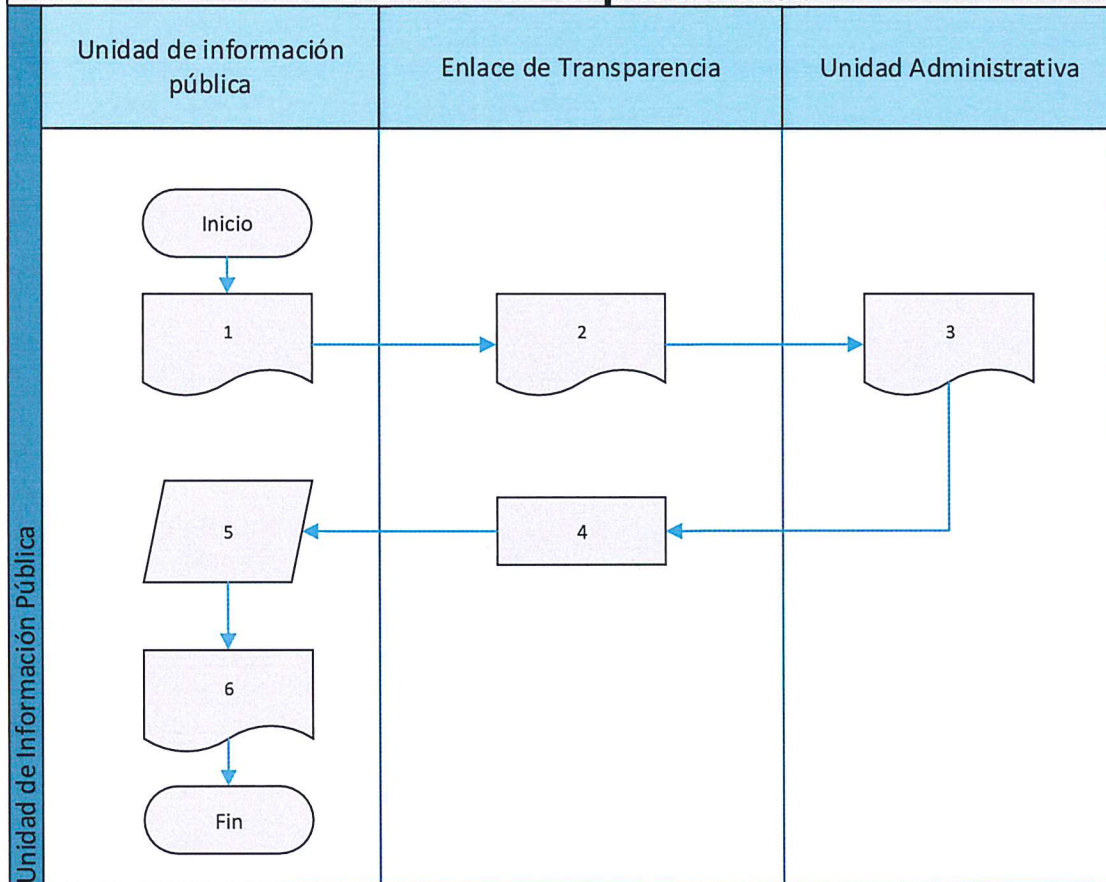 Unidad de información
pública
Enlace de Transparencia
Unidad Administrativa
Unidad de Información Pública
Inicio
1
2
3
5
4
6
Fin